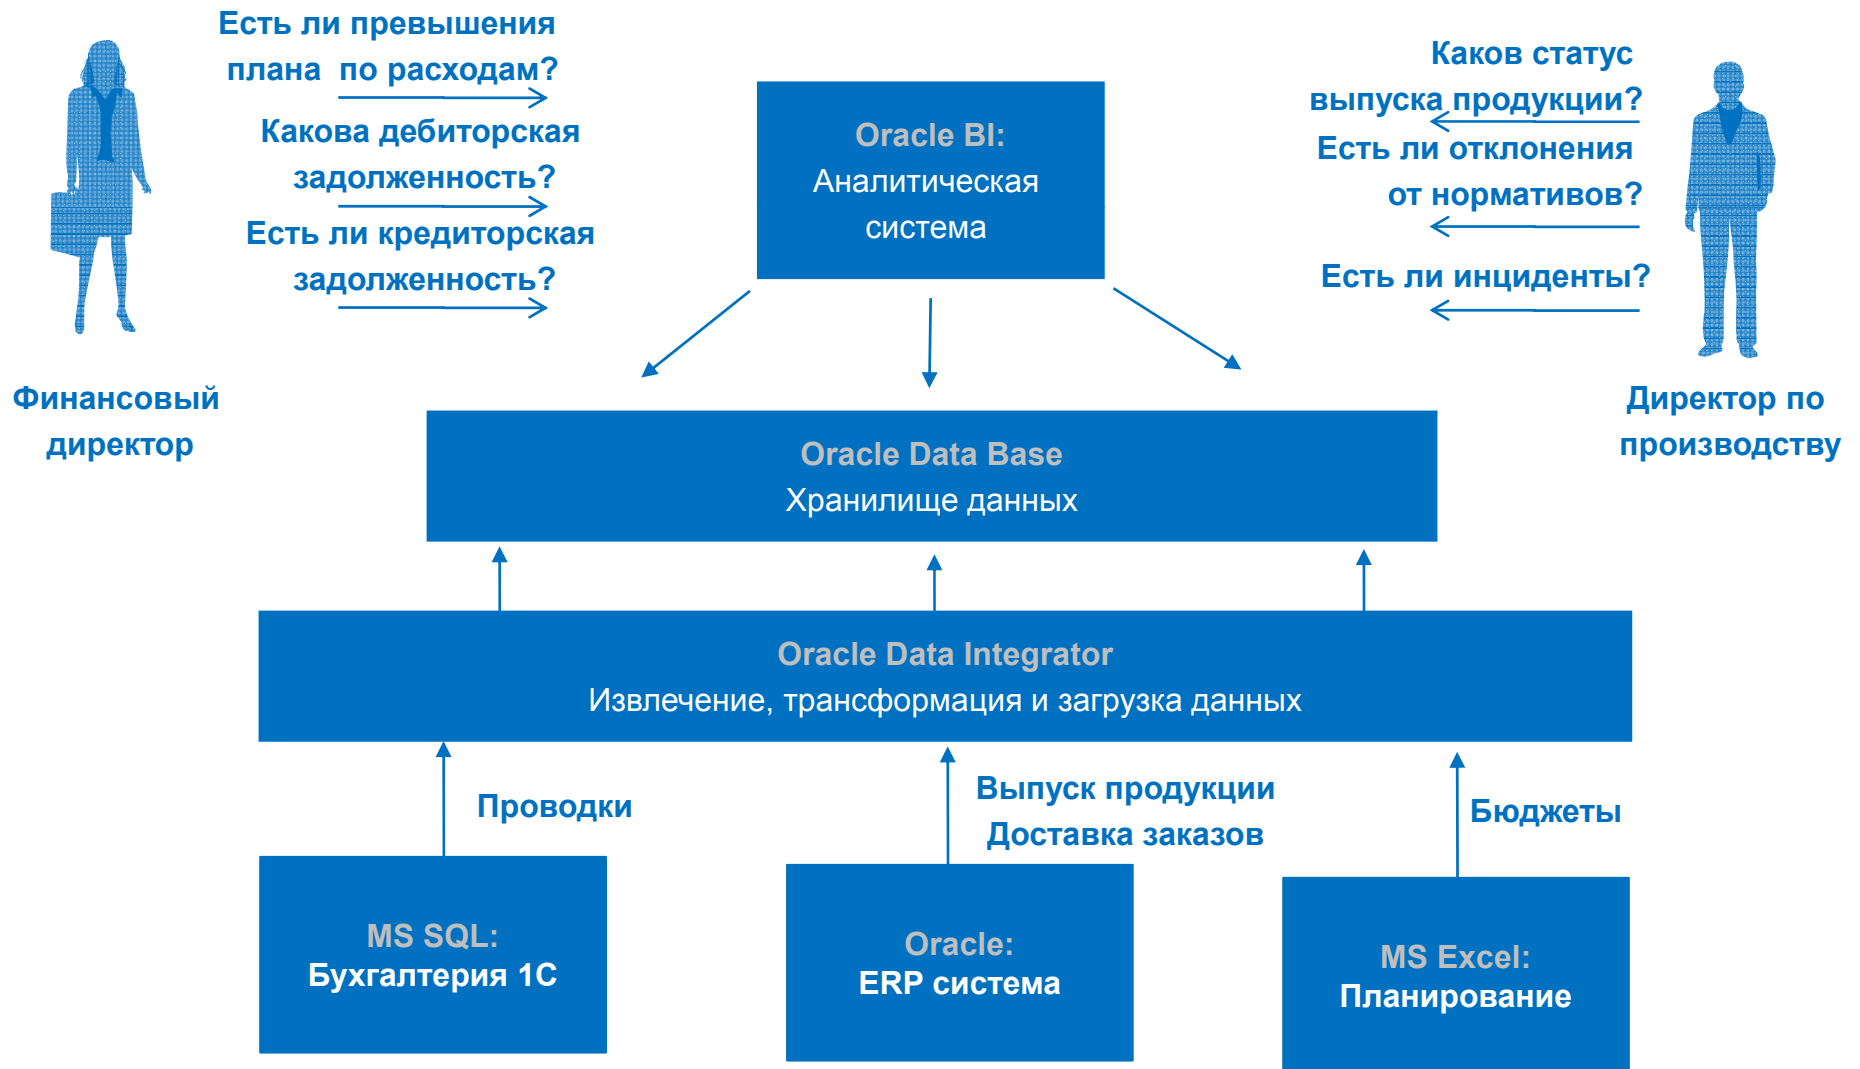 Есть ли превышения
плана по расходам?
Какова дебиторская
задолженность?
Есть ли кредиторская
задолженность?
Финансовый
директор
Oracle BI:
Аналитическая
система
Каков статус
выпуска продукции?
Есть ли отклонения
от нормативов?
Есть ли инциденты?
Директор по
производству
Oracle Data Base
Хранилище данных
Oracle Data Integrator
Извлечение, трансформация и загрузка данных
Проводки
Выпуск продукции
Доставка заказов
Бюджеты
MS SQL:
Бухгалтерия 1С
Oracle:
ERP система
MS Excel:
Планирование